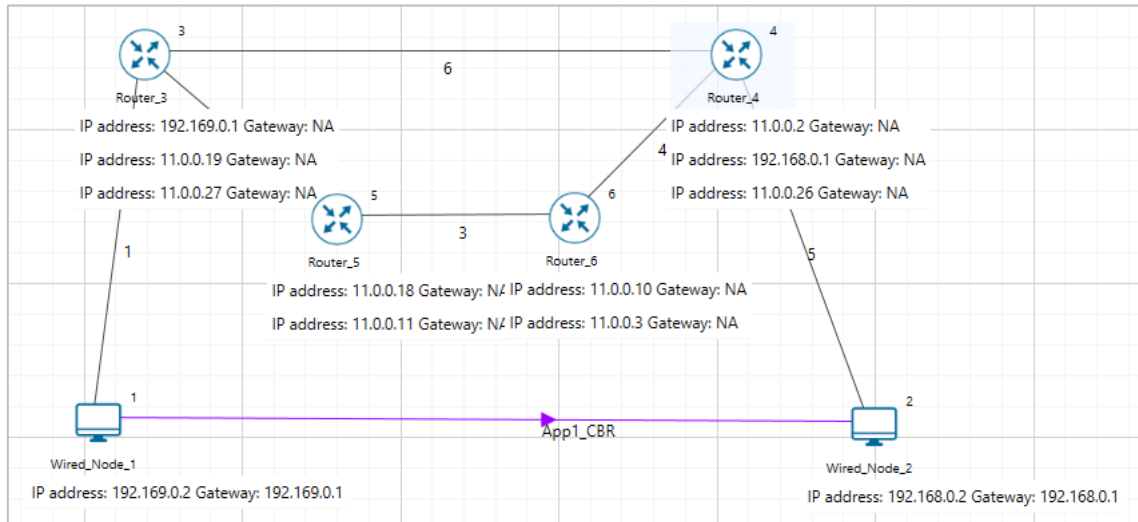 3
4
6
Router_3
Router_4
IP address: 192.169.0.1 Gateway: NA
IP address: 11.0.0.2 Gateway: NA
4
IP address: 11.0.0.19 Gateway: NA
IP address: 192.168.0.1 Gateway: NA
IP address: 11.0.0.27 Gateway: NA
IP address: 11.0.0.26 Gateway: NA
5
6
3
1
5
Router_5
Router_6
IP address: 11.0.0.18 Gateway: NA
IP address: 11.0.0.10 Gateway: NA
IP address: 11.0.0.11 Gateway: NA
IP address: 11.0.0.3 Gateway: NA
1
2
App1_CBR
Wired_Node_1
Wired_Node_2
IP address: 192.169.0.2 Gateway: 192.169.0.1
IP address: 192.168.0.2 Gateway: 192.168.0.1